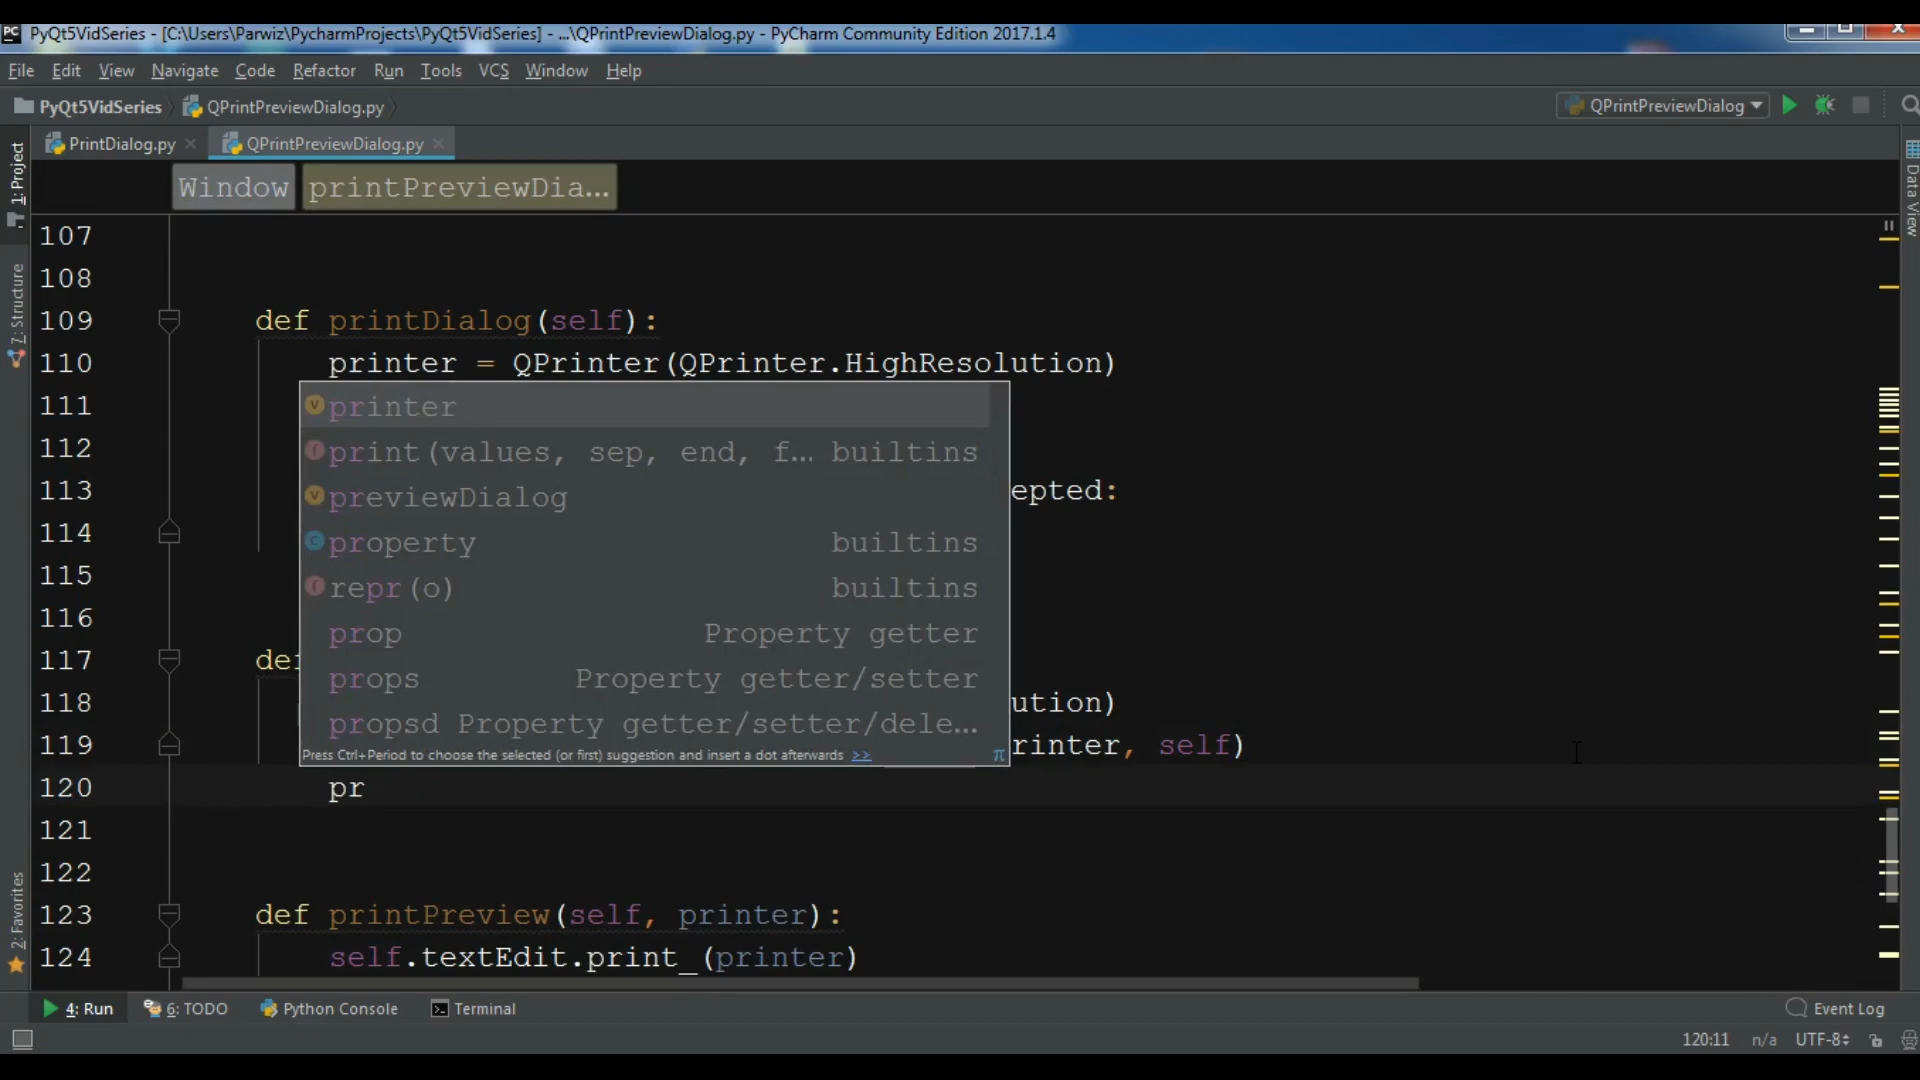 PyQt5VidSeries - [C:\Users\Parwiz\PycharmProjects\PyQt5VidSeries] - ...\QPrintPreviewDialog.py - PyCharm Community Edition 2017.1.4
File Edit View Navigate Code Refactor Run Tools VCS Window Help
PyQt5VidSeries QPrintPreviewDialog.py QPrintPreviewDialog
PrintDialog.py QPrintPreviewDialog.py
Window printPreviewDia...
1: Project
7: Structure
2: Favorites
Data View
107
108
109 def printDialog(self):
110 printer = QPrinter(QPrinter.HighResolution)
111 printer
112 print(values, sep, end, f... builtins
previewDialog
113 epted:
114 property builtins
115 repr(o) builtins
116 prop Property getter
117 def
props Property getter/setter
118 ution)
propsd Property getter/setter/dele...
119 rinter, self)
Press Ctrl+Period to choose the selected (or first) suggestion and insert a dot afterwards >> π
120 pr
121
122
123 def printPreview(self, printer):
124 self.textEdit.print_(printer)
4: Run 6: TODO Python Console Terminal Event Log
120:11 n/a UTF-8